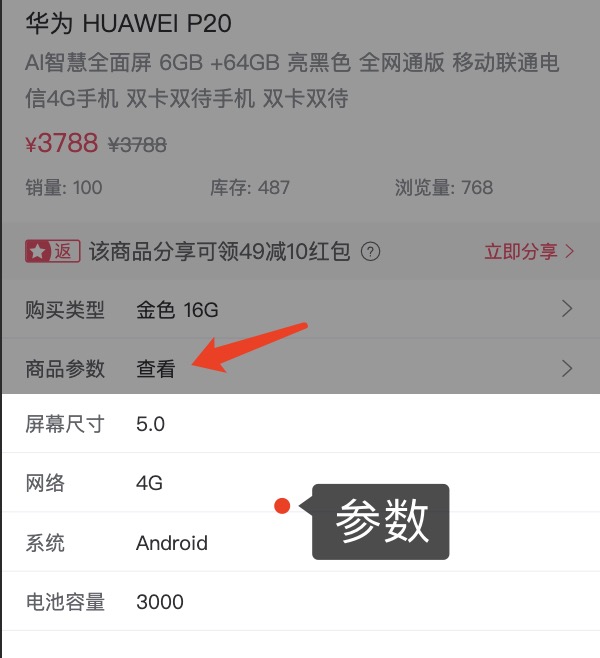 华为 HUAWEI P20
AI智慧全面屏 6GB +64GB 亮黑色 全网通版 移动联通电
信4G手机 双卡双待手机 双卡双待
¥3788 ¥3788
销量: 100 库存: 487 浏览量: 768
返 该商品分享可领49减10红包 ? 立即分享
购买类型 金色 16G
商品参数 查看
屏幕尺寸 5.0
网络 4G
参数
系统 Android
电池容量 3000